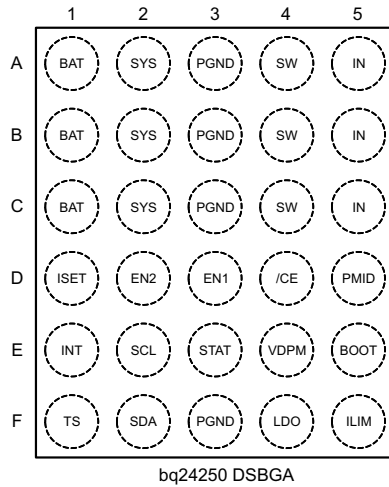 1 2 3 4 5
A BAT SYS PGND SW IN
B BAT SYS PGND SW IN
C BAT SYS PGND SW IN
D ISET EN2 EN1 /CE PMID
E INT SCL STAT VDPM BOOT
F TS SDA PGND LDO ILIM
bq24250 DSBGA